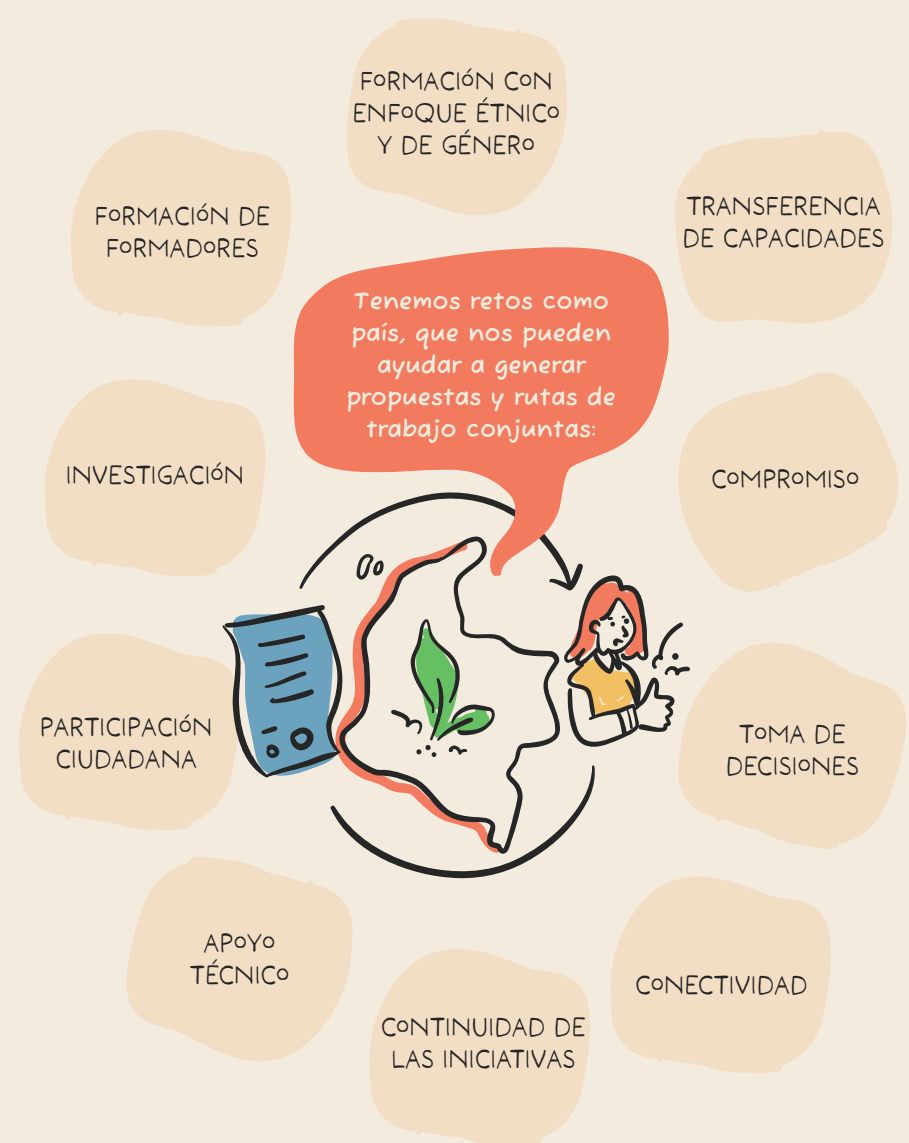 FORMACIÓN CON
ENFOQUE ÉTNICO
Y DE GÉNERO
FORMACIÓN DE
FORMADORES
TRANSFERENCIA
DE CAPACIDADES
Tenemos retos como
país, que nos pueden
ayudar a generar
propuestas y rutas de
trabajo conjuntas:
INVESTIGACIÓN
COMPROMISO
PARTICIPACIÓN
CIUDADANA
TOMA DE
DECISIONES
APOYO
TÉCNICO
CONECTIVIDAD
CONTINUIDAD DE
LAS INICIATIVAS